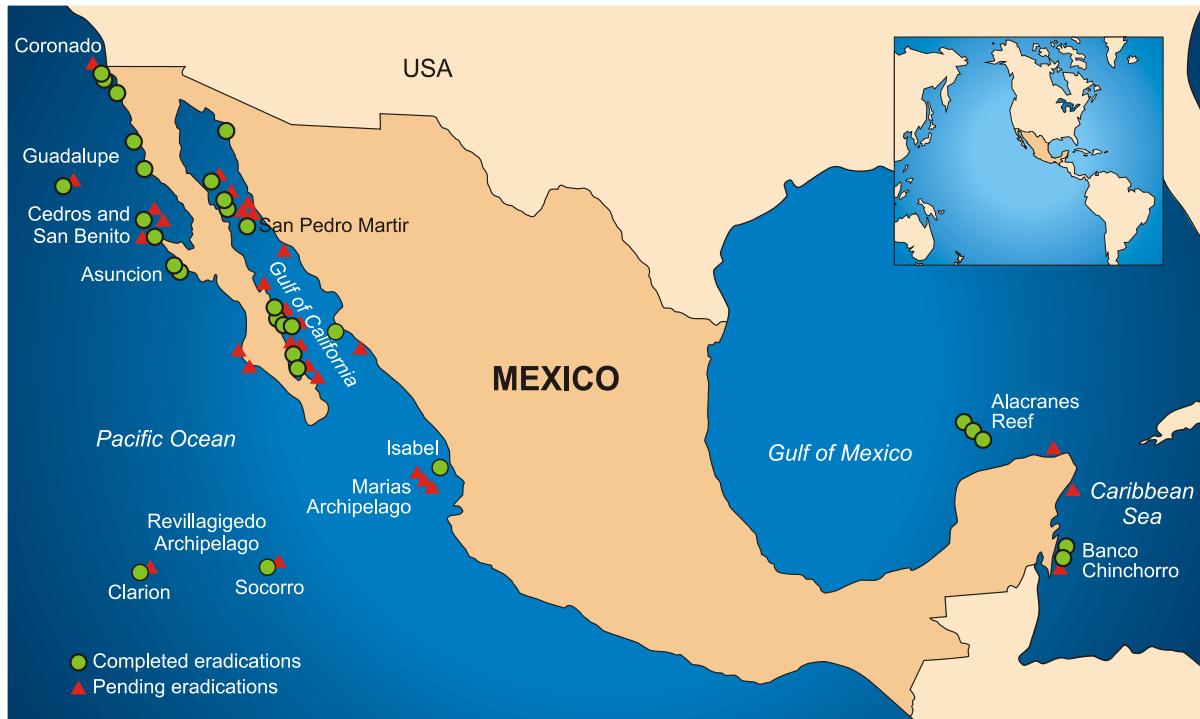 Coronado
USA
Guadalupe
Cedros and
San Benito
San Pedro Martir
Asuncion
Gulf of California
MEXICO
Pacific Ocean
Alacranes
Reef
Gulf of Mexico
Isabel
Marias
Archipelago
Caribbean
Sea
Revillagigedo
Archipelago
Banco
Chinchorro
Clarion
Socorro
Completed eradications
Pending eradications